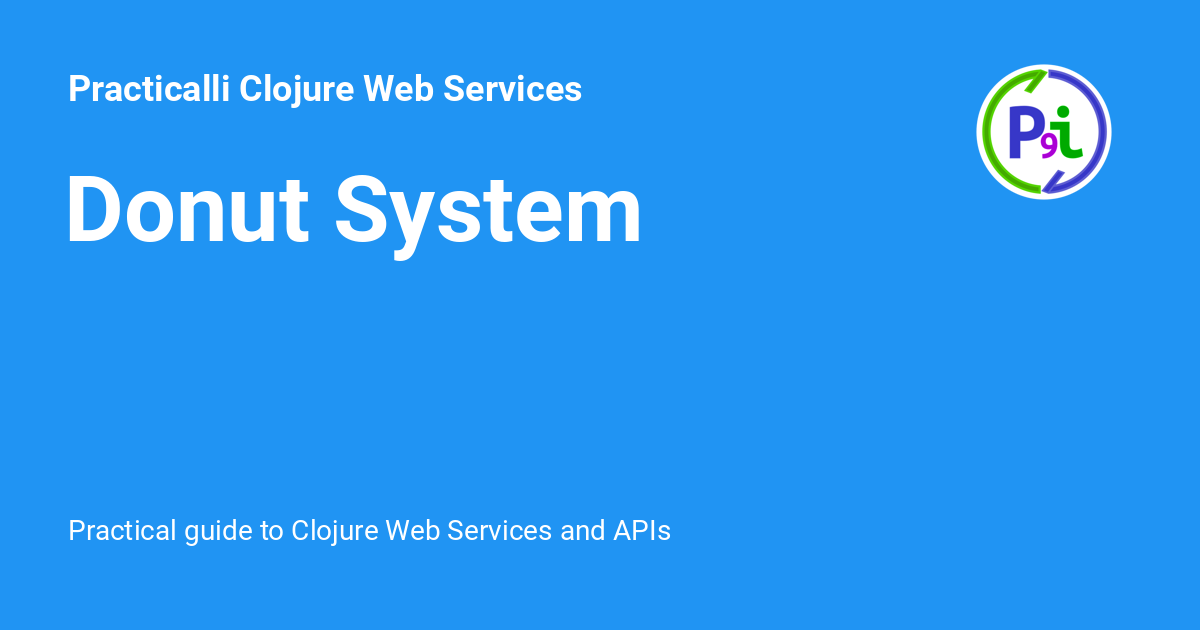 Practicalli Clojure Web Services
P9i
Donut System
Practical guide to Clojure Web Services and APIs